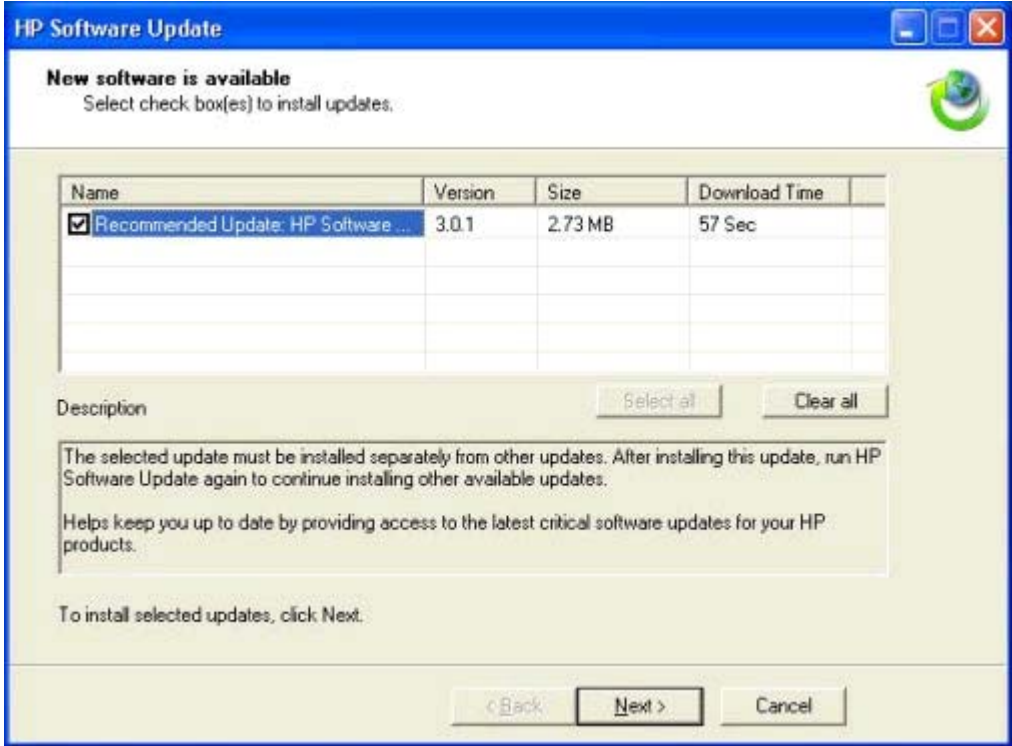 HP Software Update
New software is available
Select check box(es) to install updates.
Name Version Size Download Time
Recommended Update: HP Software ... 3.0.1 2.73 MB 57 Sec
Description Select all Clear all
The selected update must be installed separately from other updates. After installing this update, run HP
Software Update again to continue installing other available updates.
Helps keep you up to date by providing access to the latest critical software updates for your HP
products.
To install selected updates, click Next.
< Back Next > Cancel